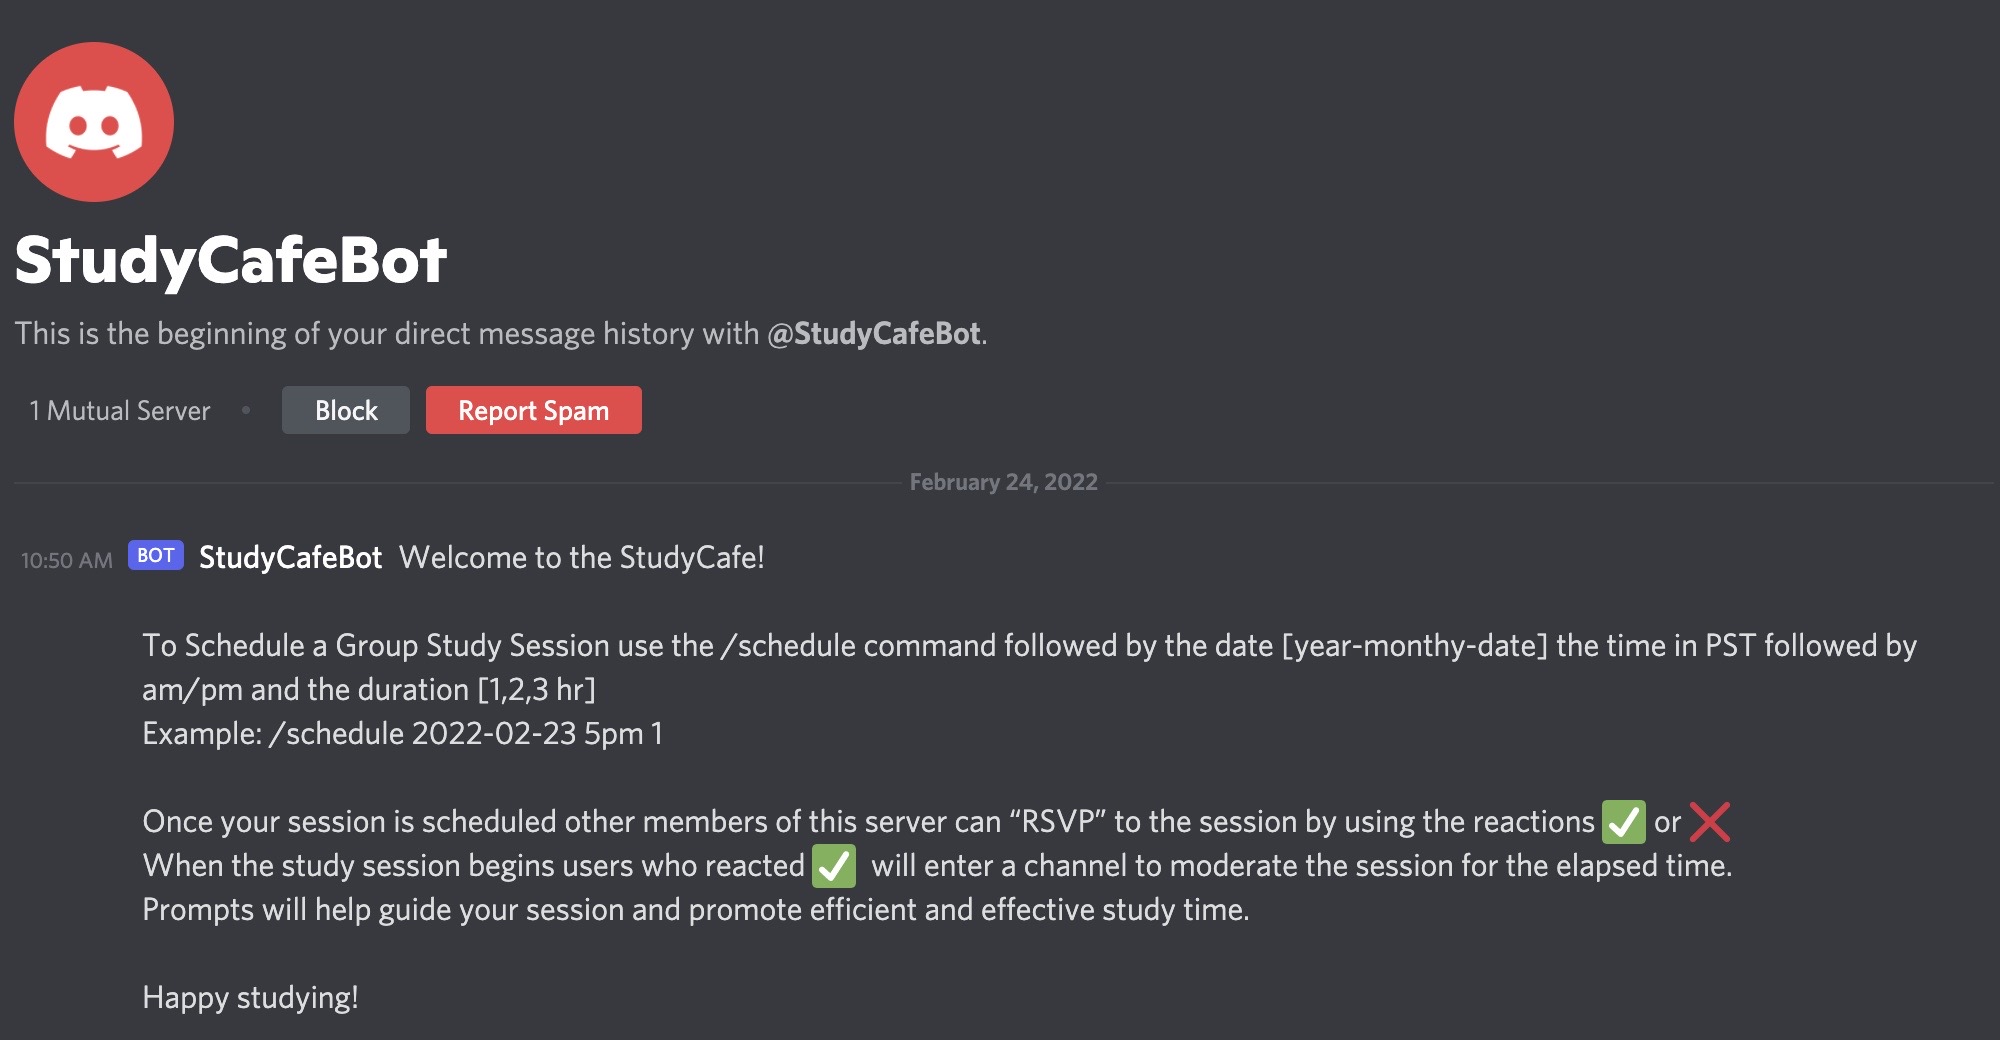 StudyCafeBot
This is the beginning of your direct message history with @StudyCafeBot.
1 Mutual Server • Block Report Spam
February 24, 2022
10:50 AM BOT StudyCafeBot Welcome to the StudyCafe!
To Schedule a Group Study Session use the /schedule command followed by the date [year-monthy-date] the time in PST followed by
am/pm and the duration [1,2,3 hr]
Example: /schedule 2022-02-23 5pm 1
Once your session is scheduled other members of this server can “RSVP” to the session by using the reactions ✅ or ❌
When the study session begins users who reacted ✅ will enter a channel to moderate the session for the elapsed time.
Prompts will help guide your session and promote efficient and effective study time.
Happy studying!